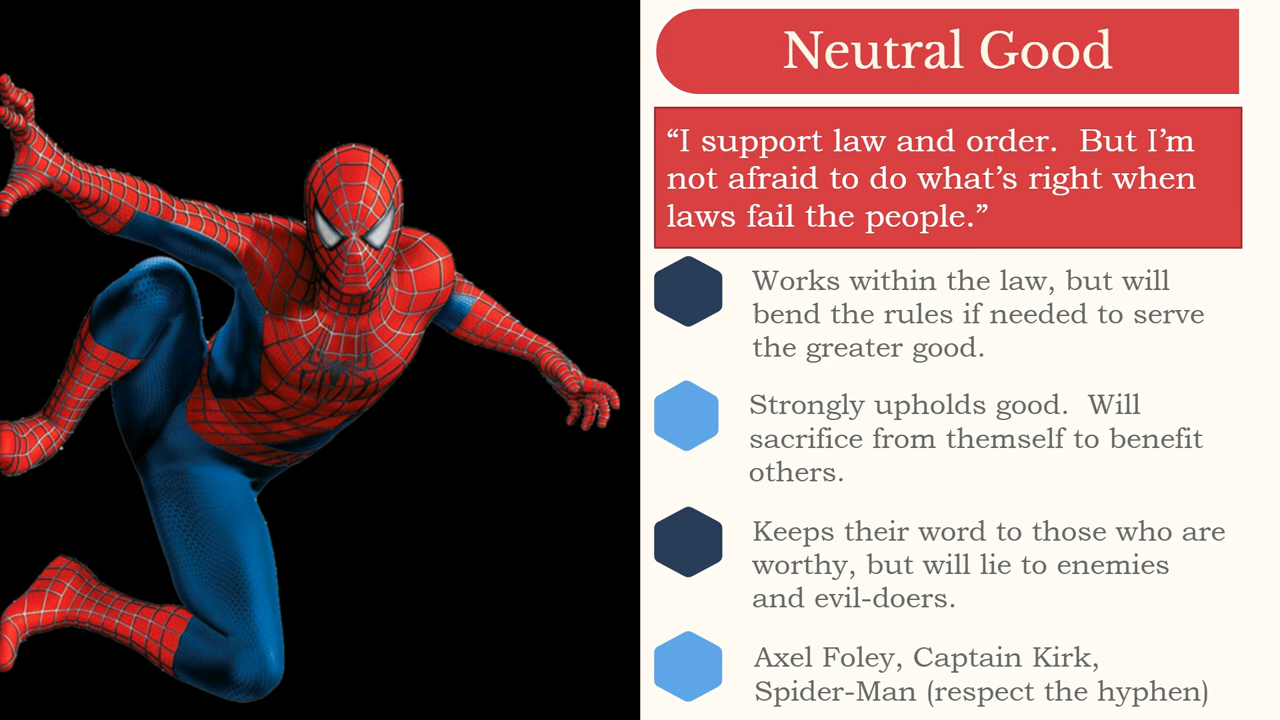 Neutral Good
“I support law and order.  But I’m
not afraid to do what’s right when
laws fail the people.”
Works within the law, but will
bend the rules if needed to serve
the greater good.
Strongly upholds good.  Will
sacrifice from themself to benefit
others.
Keeps their word to those who are
worthy, but will lie to enemies
and evil-doers.
Axel Foley, Captain Kirk,
Spider-Man (respect the hyphen)